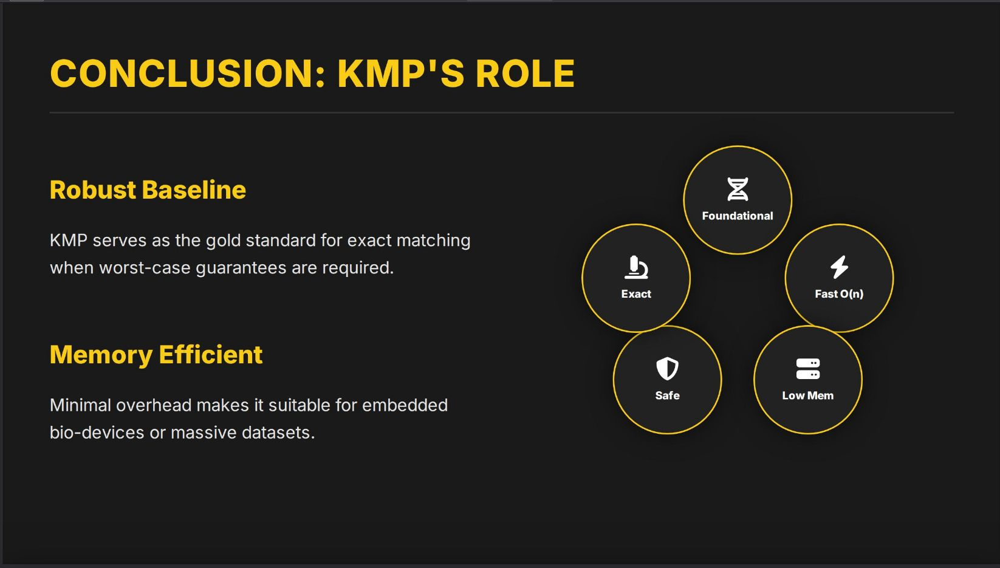 CONCLUSION: KMP'S ROLE
Robust Baseline
KMP serves as the gold standard for exact matching
when worst-case guarantees are required.
Memory Efficient
Minimal overhead makes it suitable for embedded
bio-devices or massive datasets.
Foundational
Exact
Fast O(n)
Safe
Low Mem